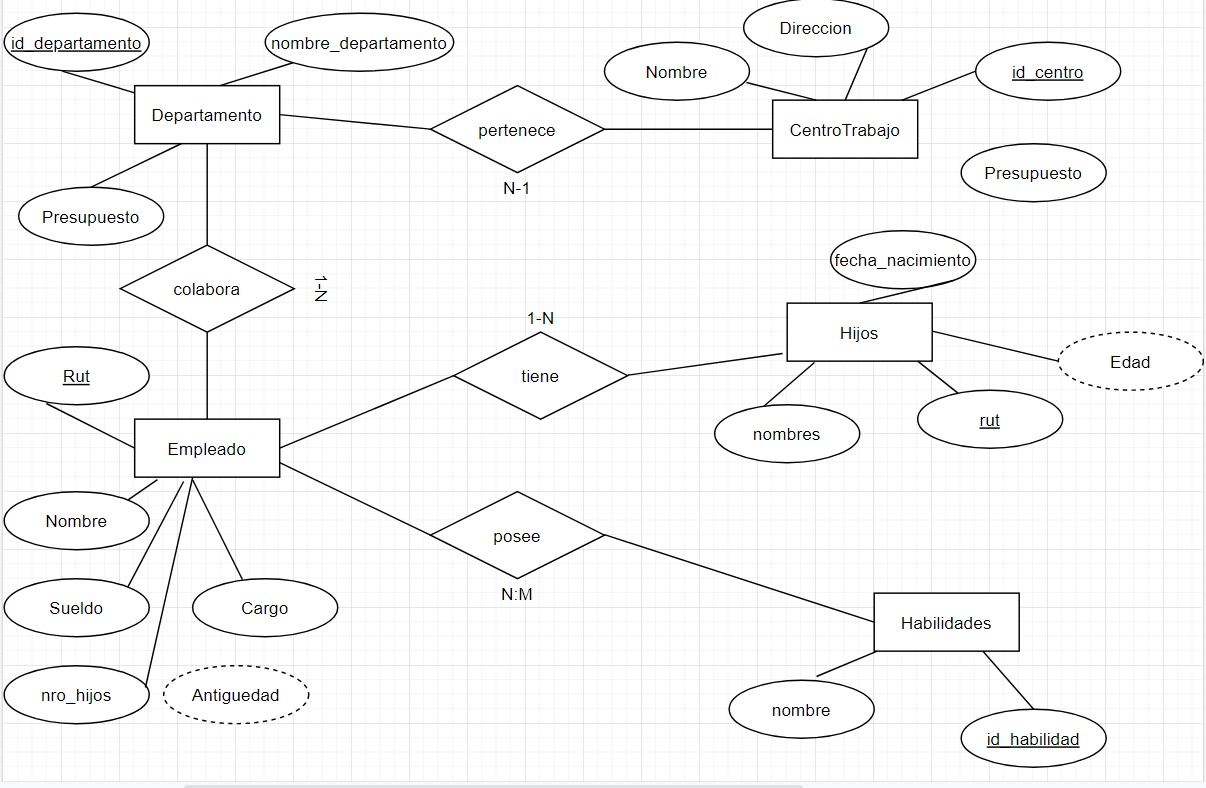 Direccion
id_departamento
nombre_departamento
Nombre
id_centro
Departamento
pertenece
CentroTrabajo
Presupuesto
N-1
Presupuesto
fecha_nacimiento
colabora
1-N
1-N
Hijos
Edad
Rut
tiene
rut
nombres
Empleado
Nombre
posee
N:M
Sueldo
Cargo
Habilidades
nro_hijos
Antiguedad
nombre
id_habilidad